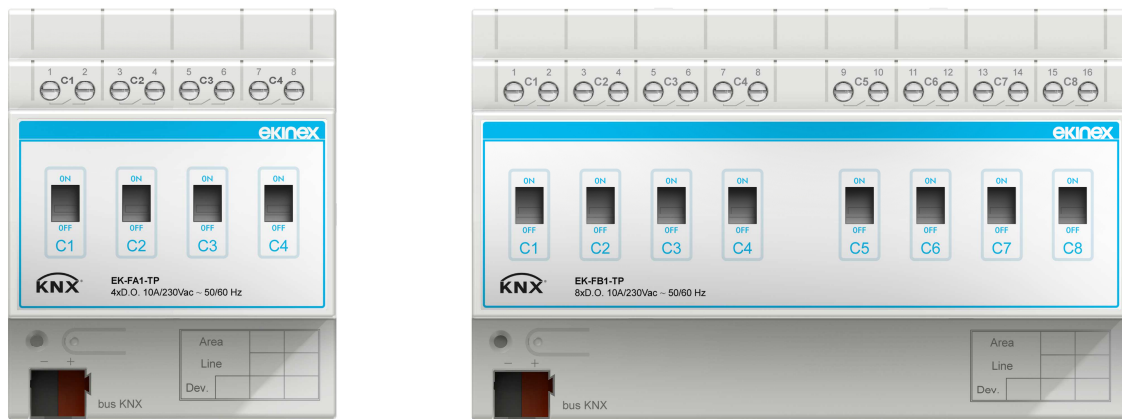 1 C1 2 3 C2 4 5 C3 6 7 C4 8
ekinex
ON ON ON ON
OFF OFF OFF OFF
C1 C2 C3 C4
KNX EK-FA1-TP
4xD.O. 10A/230Vac ~ 50/60 Hz
Area
Line
Dev.
− +
bus KNX
1 C1 2 3 C2 4 5 C3 6 7 C4 8 9 C5 10 11 C6 12 13 C7 14 15 C8 16
ekinex
ON ON ON ON ON ON ON ON
OFF OFF OFF OFF OFF OFF OFF OFF
C1 C2 C3 C4 C5 C6 C7 C8
KNX EK-FB1-TP
8xD.O. 10A/230Vac ~ 50/60 Hz
Area
Line
Dev.
− +
bus KNX